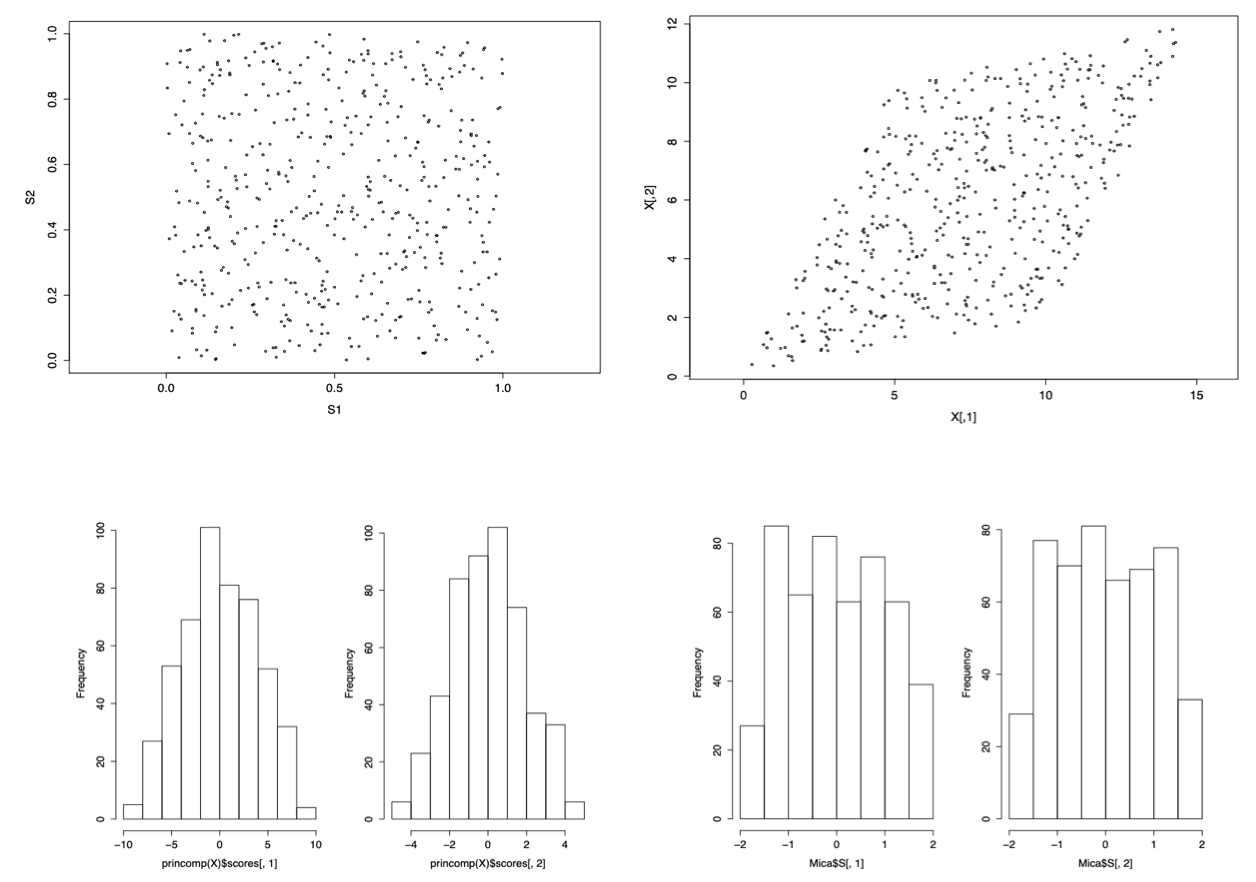 1.0
0.8
0.6
0.4
0.2
0.0
S2
0.0 0.5 1.0
S1
12
10
8
6
4
2
0
X[,2]
0 5 10 15
X[,1]
100
80
60
40
20
0
Frequency
−10 −5 0 5 10
princomp(X)$scores[, 1]
100
80
60
40
20
0
Frequency
−4 −2 0 2 4
princomp(X)$scores[, 2]
80
60
40
20
0
Frequency
−2 −1 0 1 2
Mica$S[, 1]
80
60
40
20
0
Frequency
−2 −1 0 1 2
Mica$S[, 2]